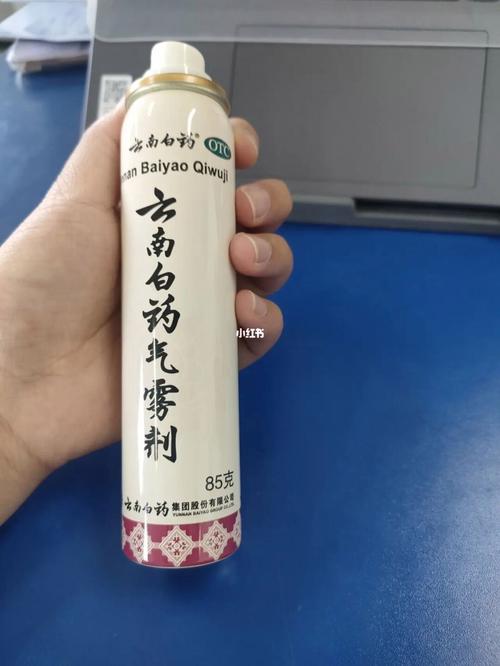 云南白药® OTC
nnan Baiyao Qiwuji
云南白药气雾剂
小红书
85克
云南白药 集团股份有限公司
YUNNAN BAIYAO GROUP CO.,LTD.